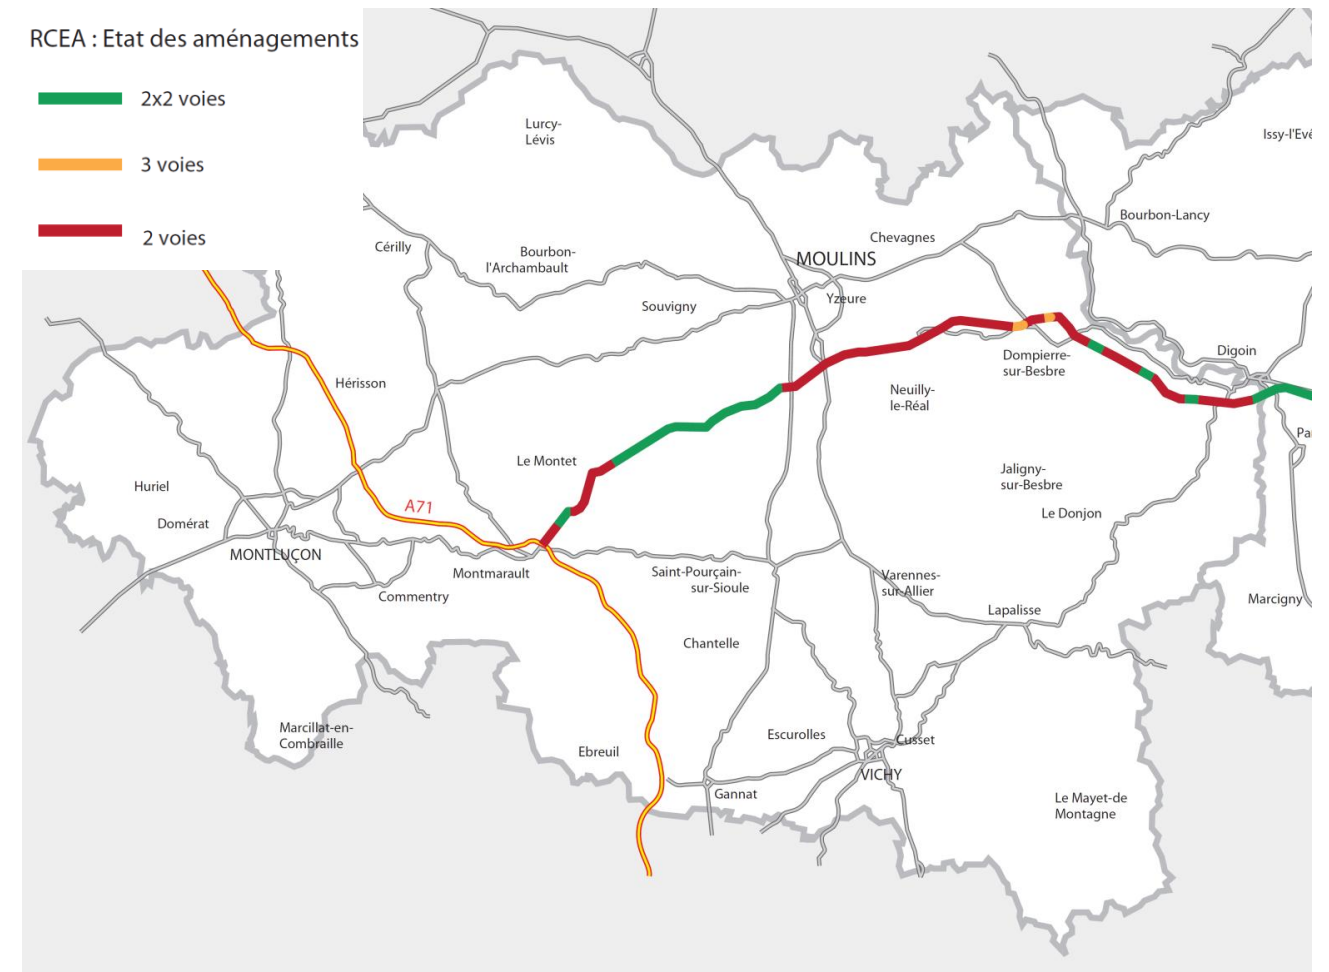 RCEA : Etat des aménagements
2x2 voies
3 voies
2 voies
Lurcy-
Lévis
Issy-l'Evé
Bourbon-Lancy
Cérilly
Bourbon-
l'Archambault
Chevagnes
MOULINS
Yzeure
Souvigny
Digoin
Dompierre-
sur-Besbre
Hérisson
Neuilly-
le-Réal
Pa
Le Montet
Jaligny-
sur-Besbre
Huriel
A71
Le Donjon
Domérat
MONTLUÇON
Montmarault
Saint-Pourçain-
sur-Sioule
Varennes-
sur-Allier
Commentry
Lapalisse
Marcigny
Chantelle
Marcillat-en-
Combraille
Ebreuil
Escurolles
Cusset
VICHY
Gannat
Le Mayet-de
Montagne